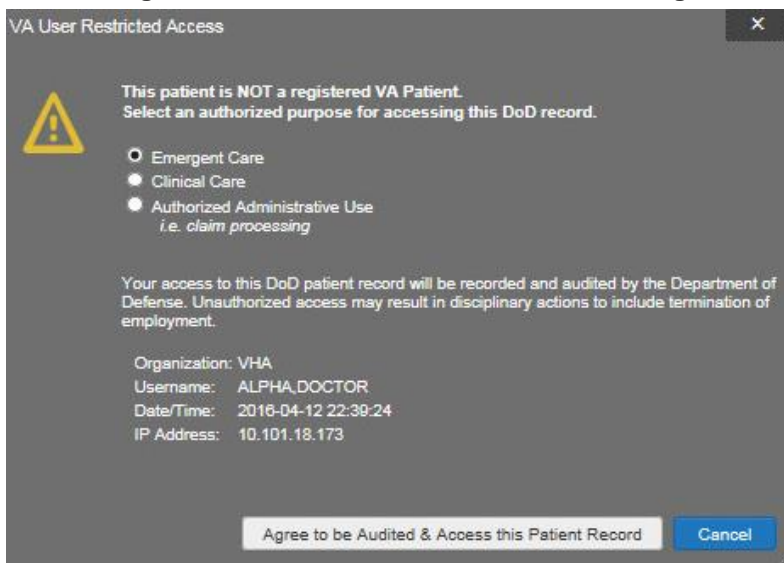 VA User Restricted Access
This patient is NOT a registered VA Patient.
Select an authorized purpose for accessing this DoD record.
Emergent Care
Clinical Care
Authorized Administrative Use
i.e. claim processing
Your access to this DoD patient record will be recorded and audited by the Department of
Defense. Unauthorized access may result in disciplinary actions to include termination of
employment.
Organization: VHA
Username: ALPHA,DOCTOR
Date/Time: 2016-04-12 22:39:24
IP Address: 10.101.18.173
Agree to be Audited & Access this Patient Record Cancel